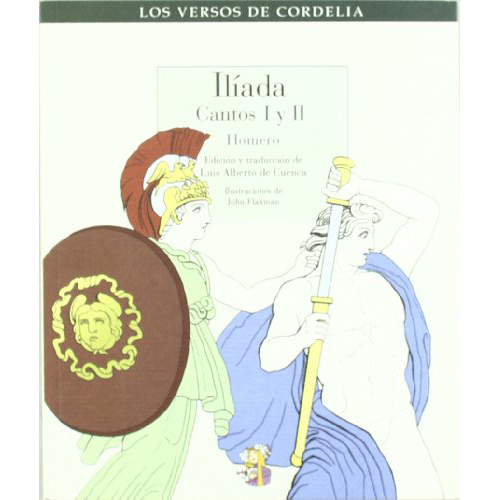 LOS VERSOS DE CORDELIA
Ilíada
Cantos I y II
Homero
Edición y traducción de
Luis Alberto de Cuenca
Ilustraciones de
John Flaxman